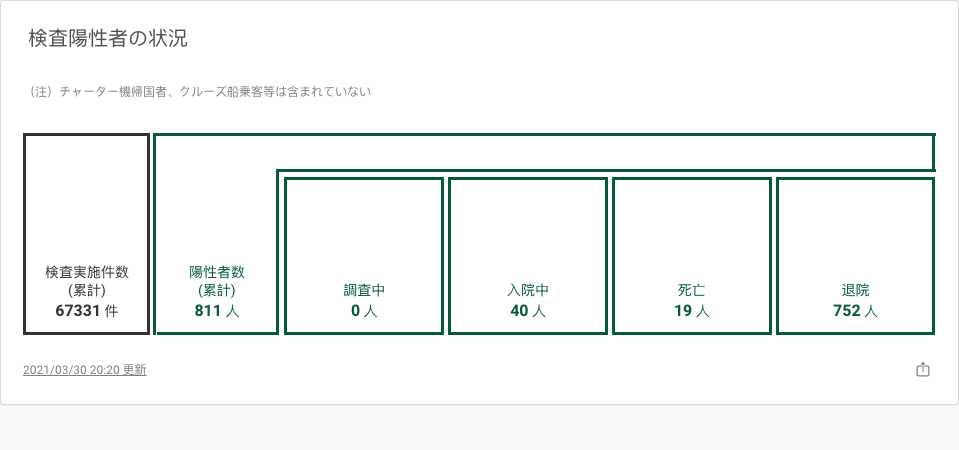 検査陽性者の状況
（注）チャーター機帰国者、クルーズ船乗客等は含まれていない
検査実施件数
(累計)
67331 件
陽性者数
(累計)
811 人
調査中
0 人
入院中
40 人
死亡
19 人
退院
752 人
2021/03/30 20:20 更新